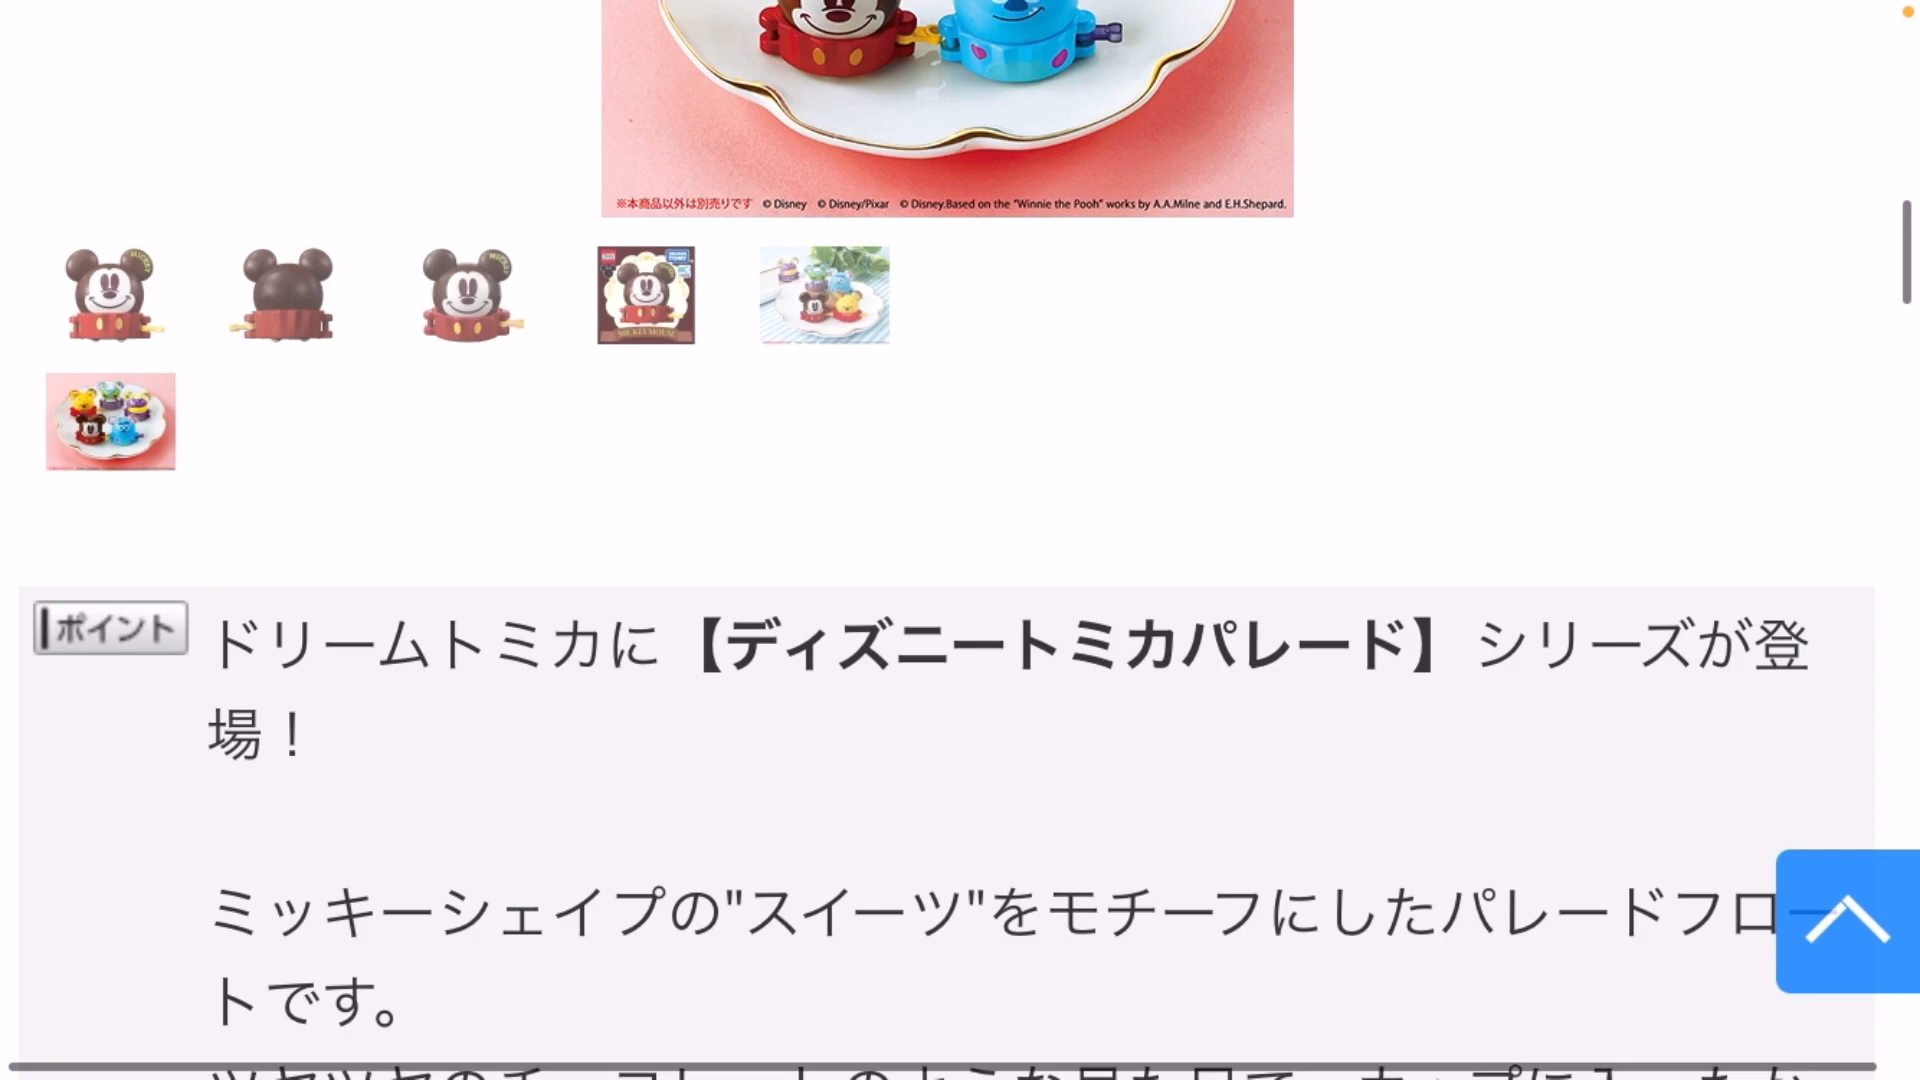 ※本商品以外は別売りです © Disney © Disney/Pixar © Disney.Based on the “Winnie the Pooh” works by A.A.Milne and E.H.Shepard.
MICKEY MOUSE
ポイント
ドリームトミカに【ディズニートミカパレード】シリーズが登
場！
ミッキーシェイプの"スイーツ"をモチーフにしたパレードフロー
トです。